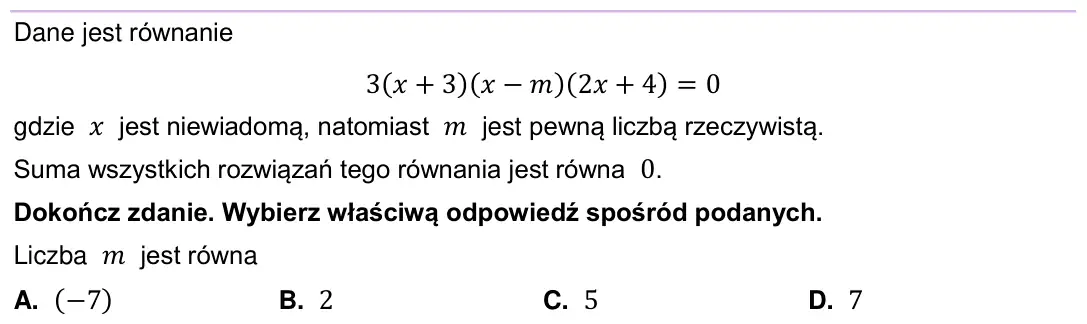 Dane jest równanie
3(x + 3)(x − m)(2x + 4) = 0
gdzie x jest niewiadomą, natomiast m jest pewną liczbą rzeczywistą.
Suma wszystkich rozwiązań tego równania jest równa 0.
Dokończ zdanie. Wybierz właściwą odpowiedź spośród podanych.
Liczba m jest równa
A. (−7) B. 2 C. 5 D. 7